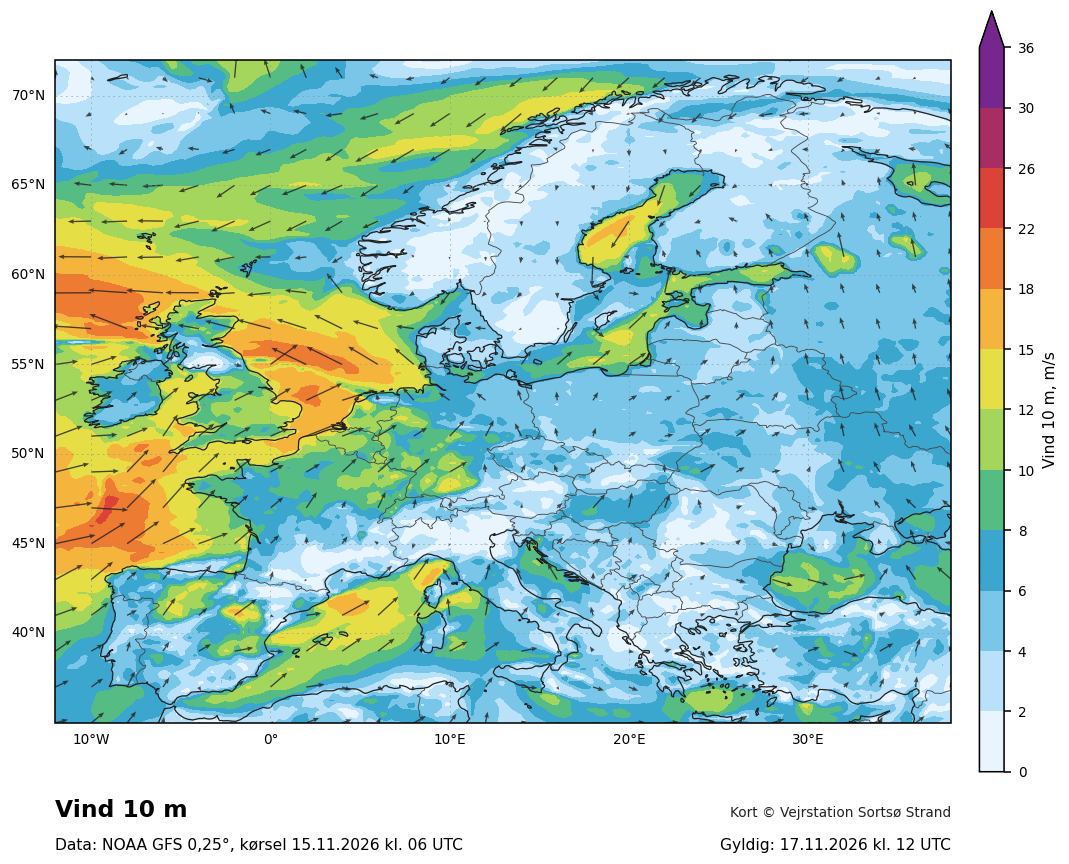 36
30
26
22
18
15
12
10
8
6
4
2
0
Vind 10 m, m/s
70°N
65°N
60°N
55°N
50°N
45°N
40°N
10°W
0°
10°E
20°E
30°E
Vind 10 m
Kort © Vejrstation Sortsø Strand
Data: NOAA GFS 0,25°, kørsel 15.11.2026 kl. 06 UTC
Gyldig: 17.11.2026 kl. 12 UTC